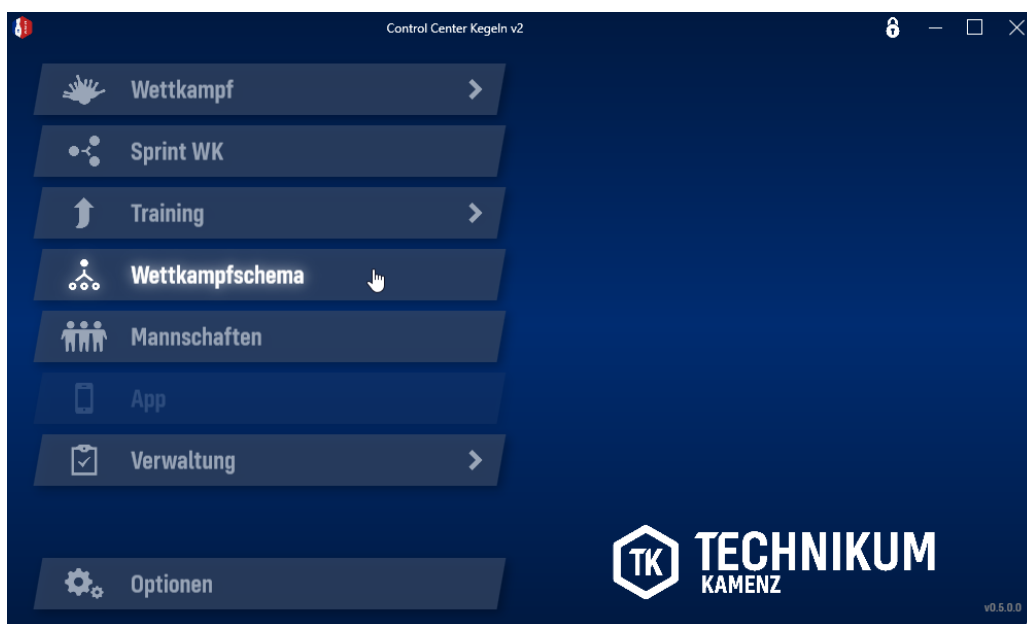 Control Center Kegeln v2
Wettkampf
Sprint WK
Training
Wettkampfschema
Mannschaften
App
Verwaltung
Optionen
TK TECHNIKUM
KAMENZ
v0.5.0.0